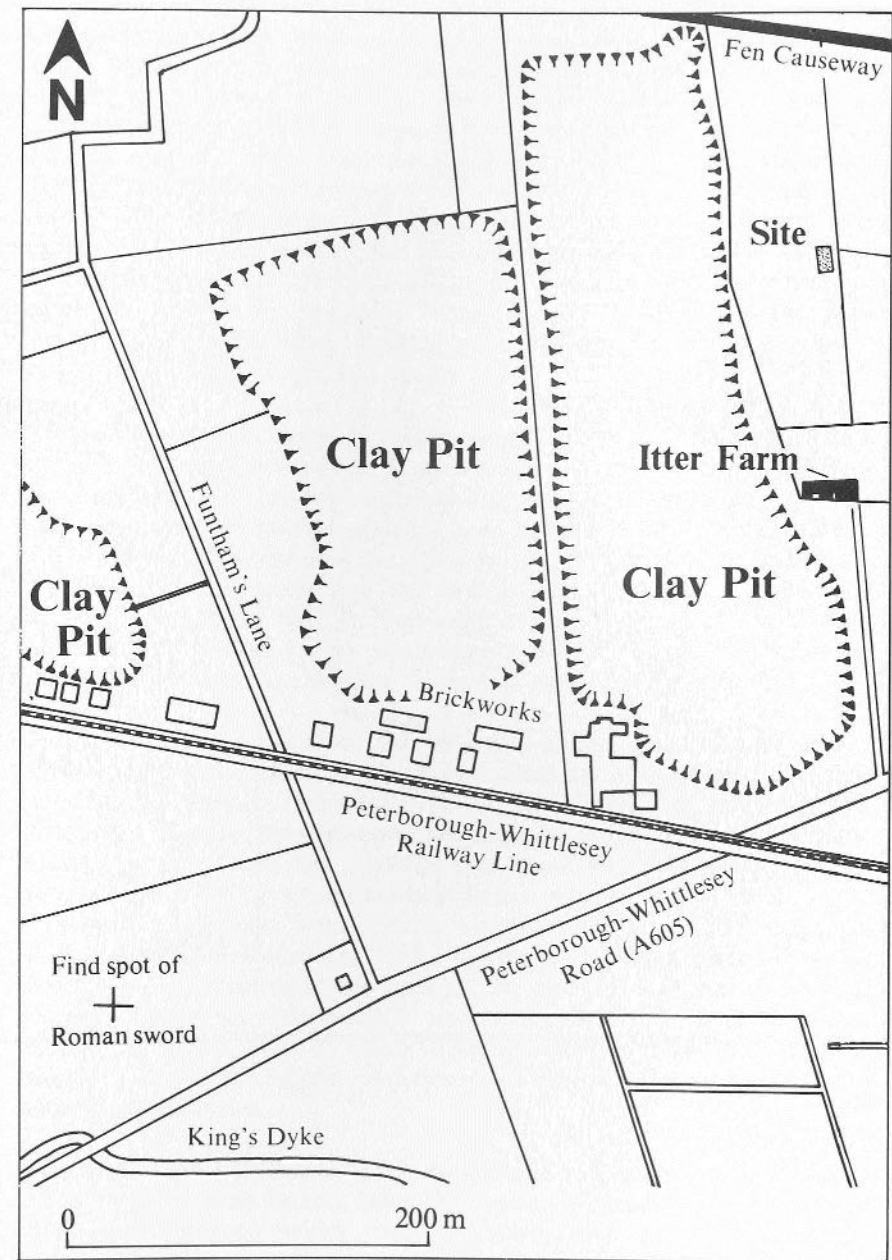 N
Fen Causeway
Site
Clay Pit
Itter Farm
Funtham's Lane
Clay
Pit
Clay Pit
Brickworks
Peterborough-Whittlesey
Railway Line
Peterborough-Whittlesey
Road (A605)
Find spot of
Roman sword
King's Dyke
0
200 m